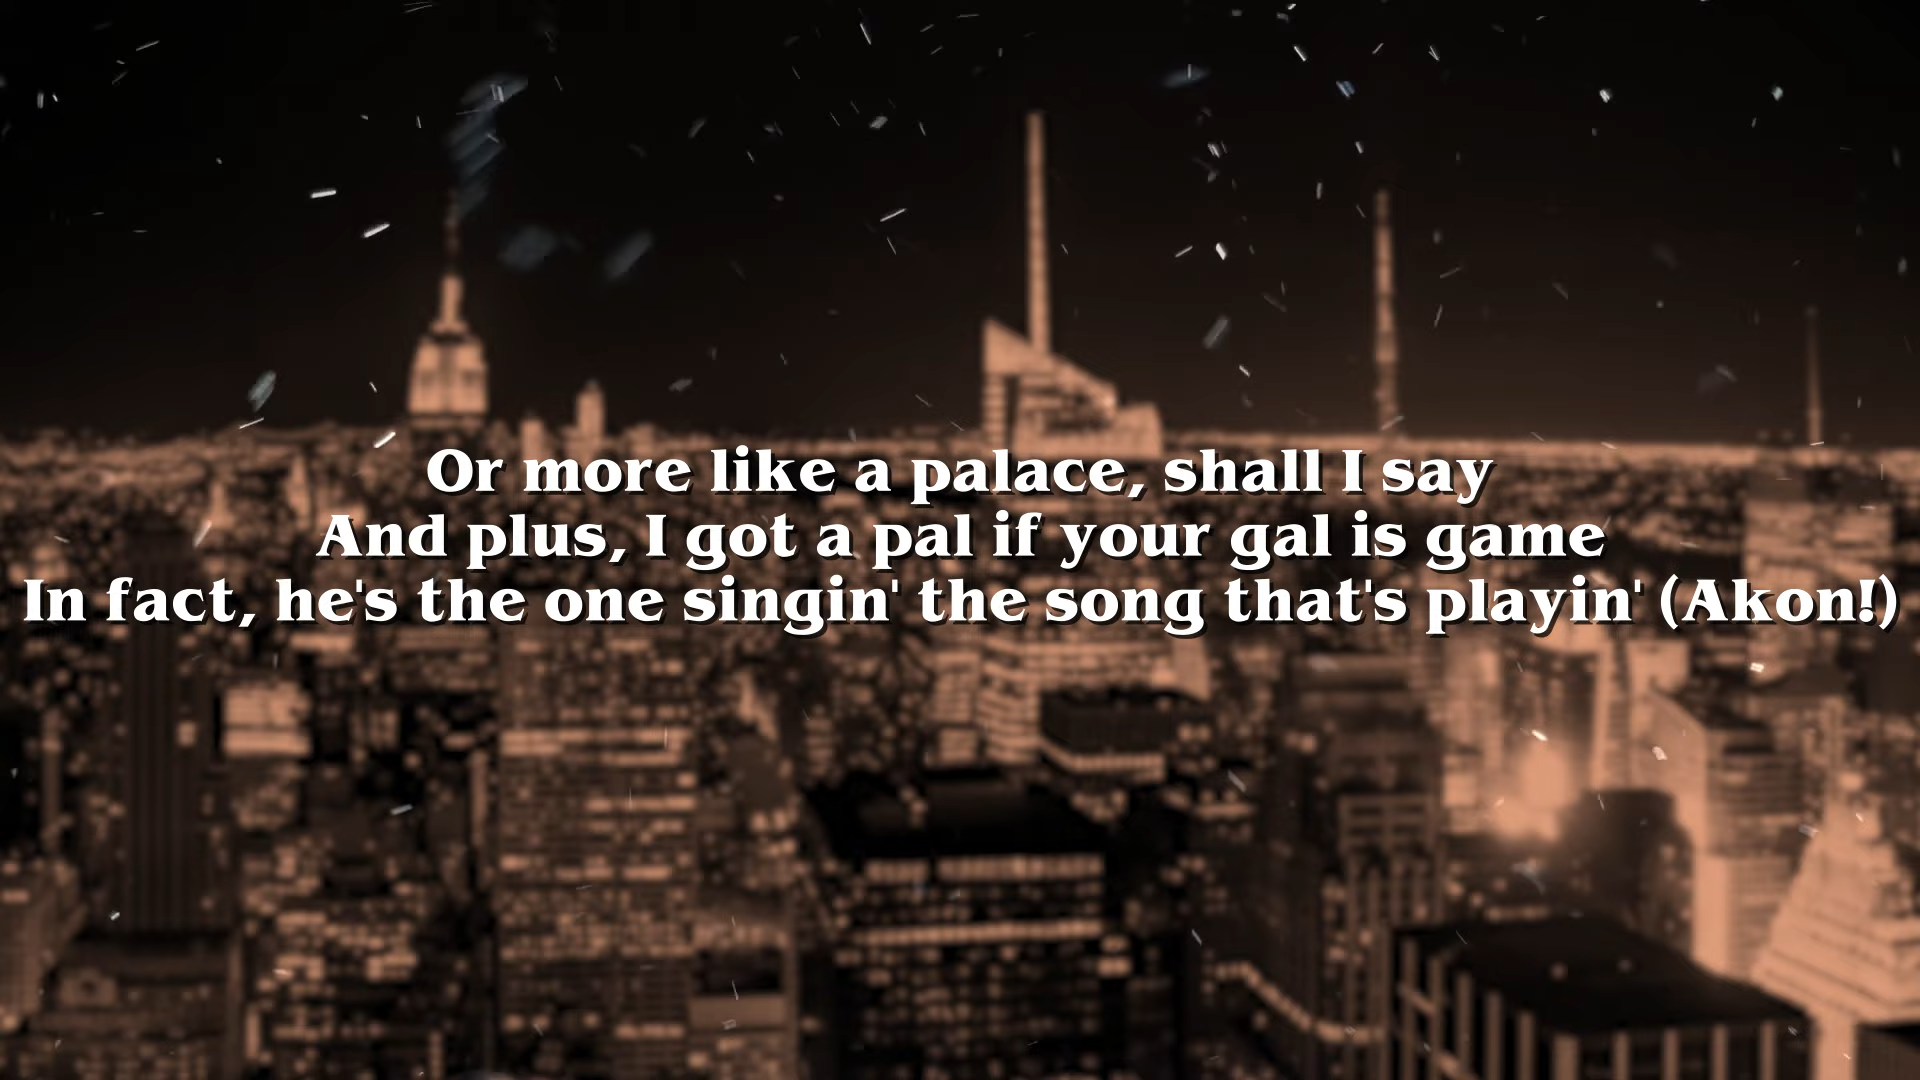 Or more like a palace, shall I say
And plus, I got a pal if your gal is game
In fact, he's the one singin' the song that's playin' (Akon!)